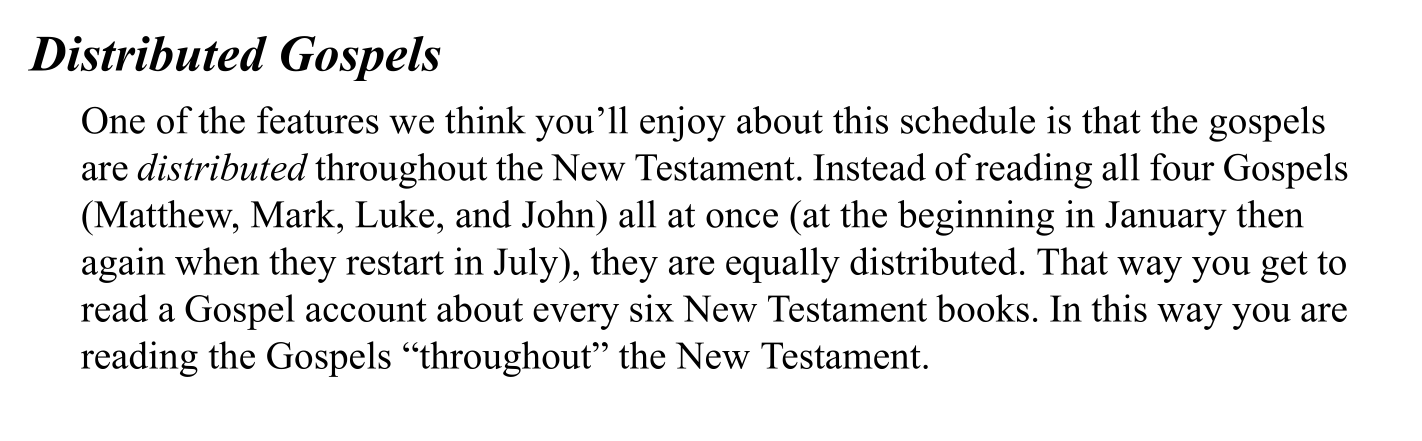 Distributed Gospels
One of the features we think you’ll enjoy about this schedule is that the gospels
are distributed throughout the New Testament. Instead of reading all four Gospels
(Matthew, Mark, Luke, and John) all at once (at the beginning in January then
again when they restart in July), they are equally distributed. That way you get to
read a Gospel account about every six New Testament books. In this way you are
reading the Gospels “throughout” the New Testament.